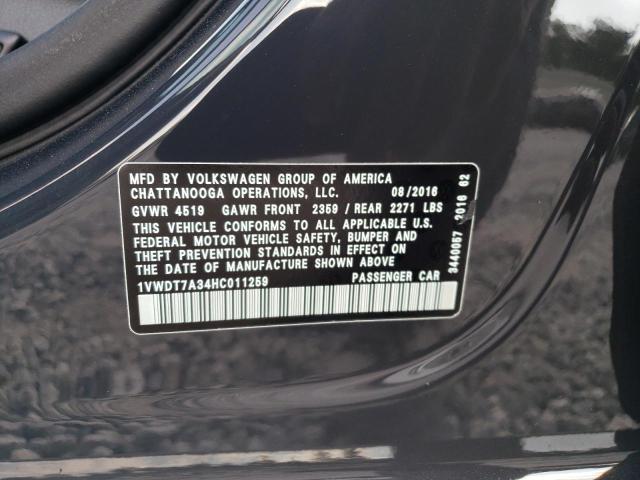 MFD BY VOLKSWAGEN GROUP OF AMERICA
CHATTANOOGA OPERATIONS, LLC. 08/2016
GVWR 4519 GAWR FRONT 2359 / REAR 2271 LBS
THIS VEHICLE CONFORMS TO ALL APPLICABLE U.S.
FEDERAL MOTOR VEHICLE SAFETY, BUMPER AND
THEFT PREVENTION STANDARDS IN EFFECT ON
THE DATE OF MANUFACTURE SHOWN ABOVE
1VWDT7A34HC011259 PASSENGER CAR
3440057 2016 62